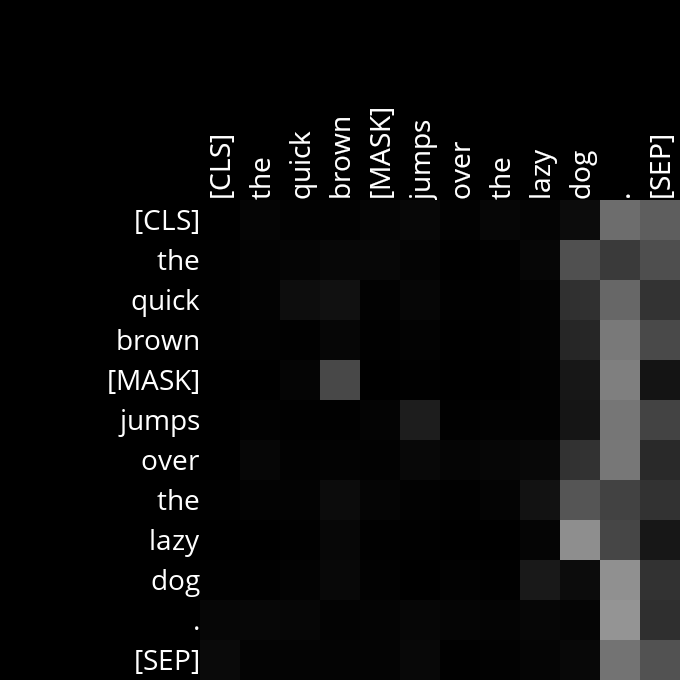 [CLS] the quick brown [MASK] jumps over the lazy dog . [SEP]
[CLS]
the
quick
brown
[MASK]
jumps
over
the
lazy
dog
.
[SEP]